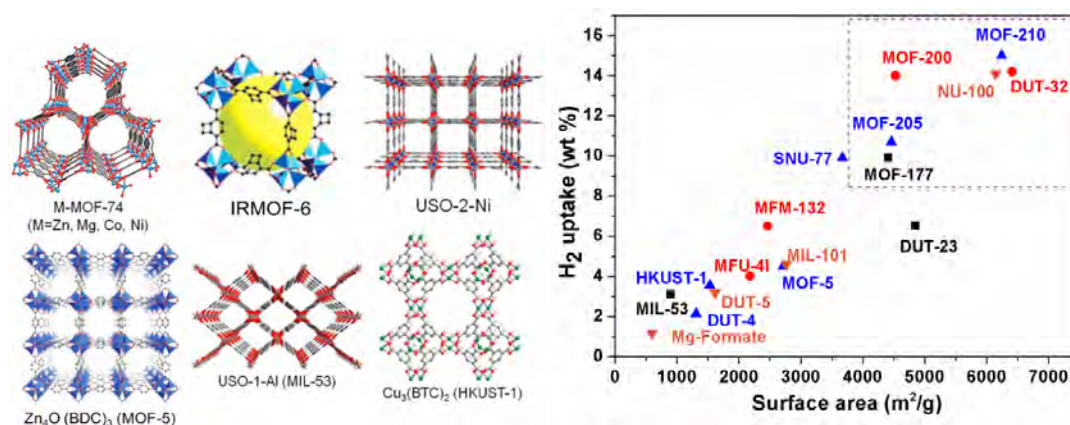 M-MOF-74
(M=Zn, Mg, Co, Ni)
IRMOF-6
USO-2-Ni
Zn₄O (BDC)₃ (MOF-5)
USO-1-Al (MIL-53)
Cu₃(BTC)₂ (HKUST-1)
H₂ uptake (wt %)
16
14
12
10
8
6
4
2
0
MOF-210
MOF-200
NU-100
DUT-32
MOF-205
SNU-77
MOF-177
MFM-132
DUT-23
MIL-101
MFU-4l
HKUST-1
MOF-5
DUT-5
MIL-53
DUT-4
Mg-Formate
0 1000 2000 3000 4000 5000 6000 7000
Surface area (m²/g)